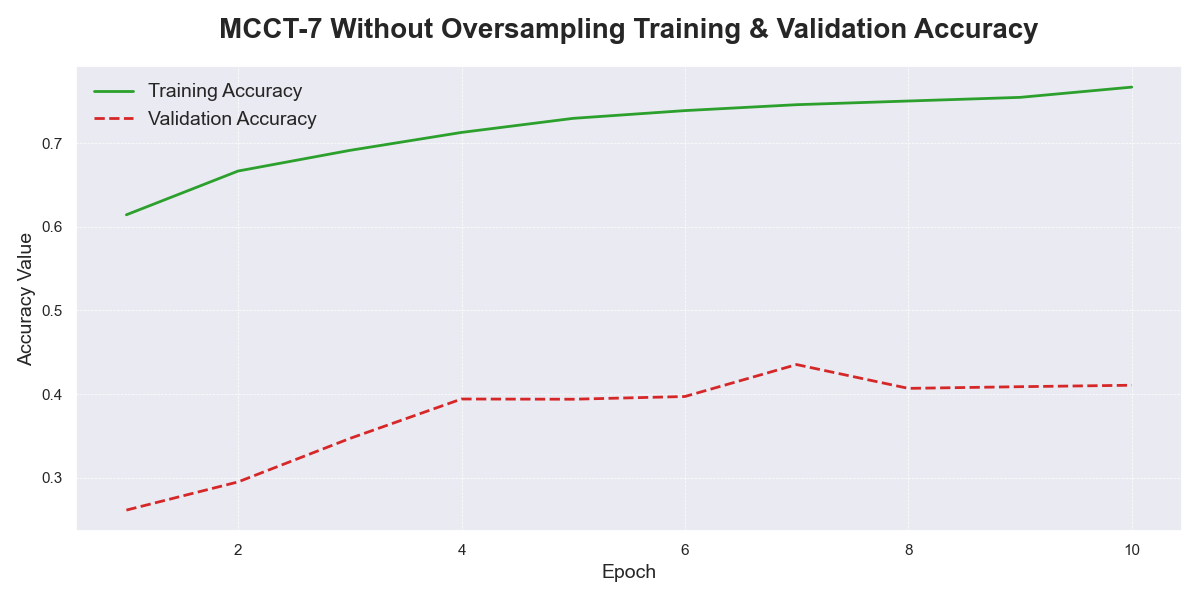 MCCT-7 Without Oversampling Training & Validation Accuracy
Training Accuracy
Validation Accuracy
0.7
0.6
0.5
0.4
0.3
Accuracy Value
2 4 6 8 10
Epoch